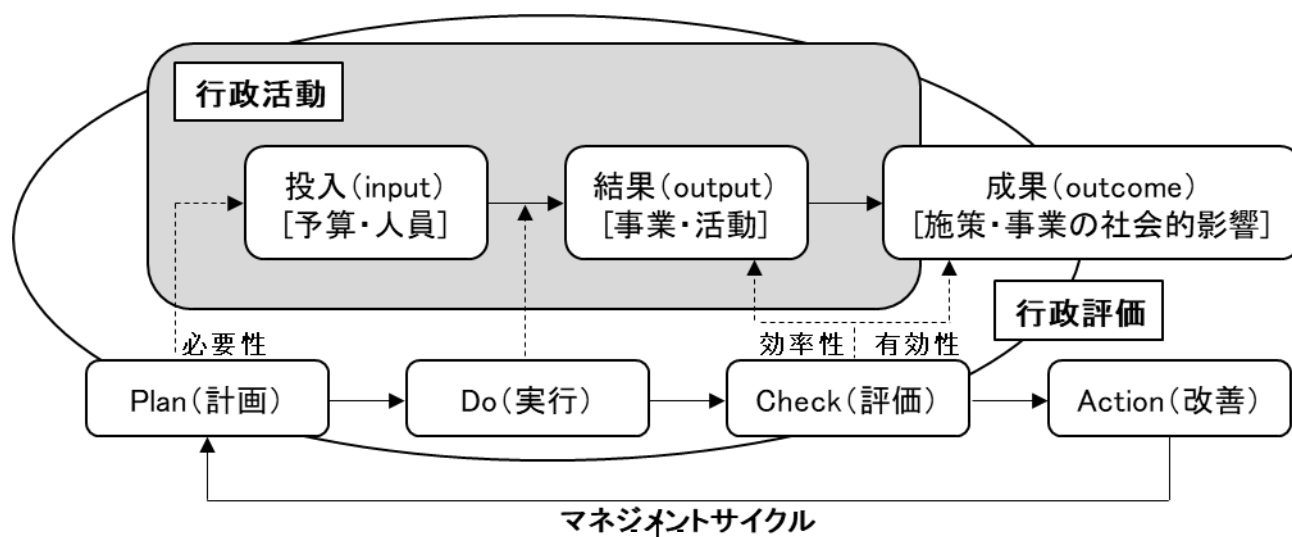 行政活動
投入(input)
[予算・人員]
結果(output)
[事業・活動]
成果(outcome)
[施策・事業の社会的影響]
行政評価
必要性
効率性
有効性
Plan(計画)
Do(実行)
Check(評価)
Action(改善)
マネジメントサイクル